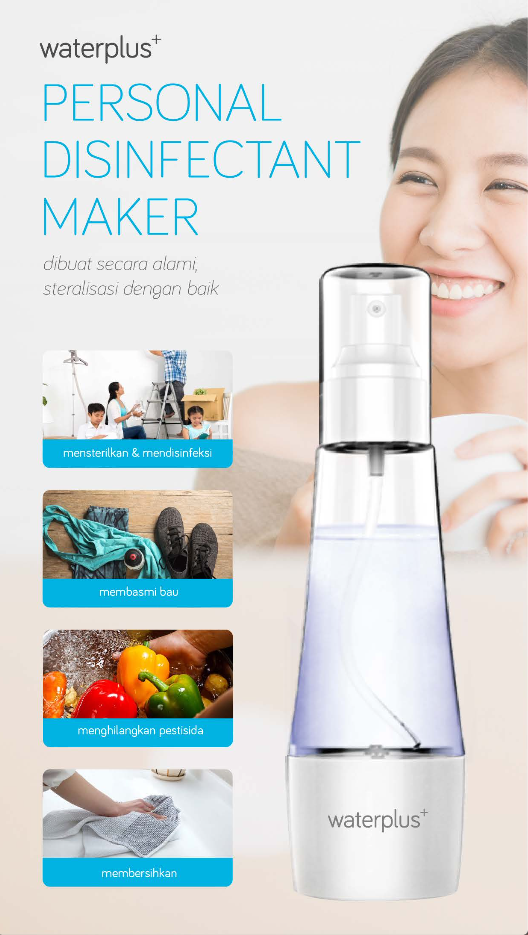 waterplus+
PERSONAL
DISINFECTANT
MAKER
dibuat secara alami,
steralisasi dengan baik
mensterilkan & mendisinfeksi
membasmi bau
menghilangkan pestisida
membersihkan
waterplus+